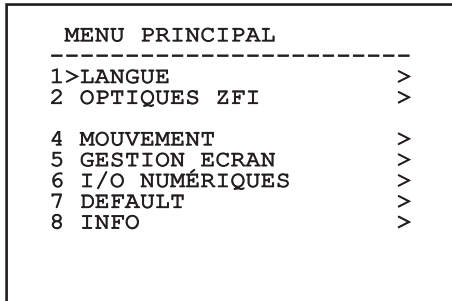 MENU PRINCIPAL
--------------------------
1>LANGUE >
2 OPTIQUES ZFI >
4 MOUVEMENT >
5 GESTION ECRAN >
6 I/O NUMÉRIQUES >
7 DEFAULT >
8 INFO >